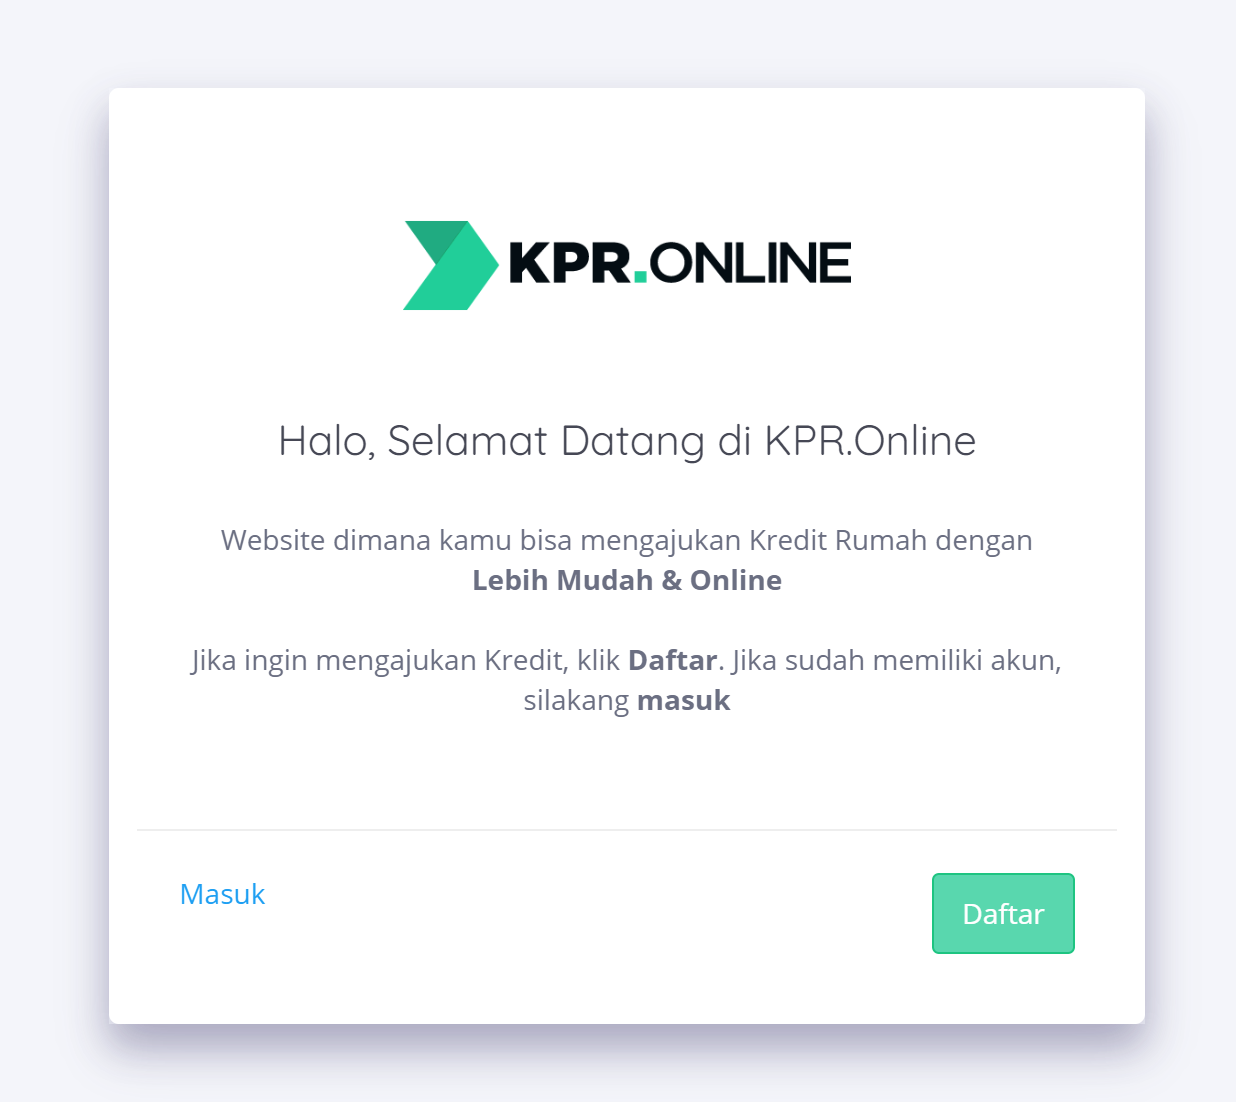 KPR.ONLINE
Halo, Selamat Datang di KPR.Online
Website dimana kamu bisa mengajukan Kredit Rumah dengan
Lebih Mudah & Online
Jika ingin mengajukan Kredit, klik Daftar. Jika sudah memiliki akun,
silakang masuk
Masuk
Daftar